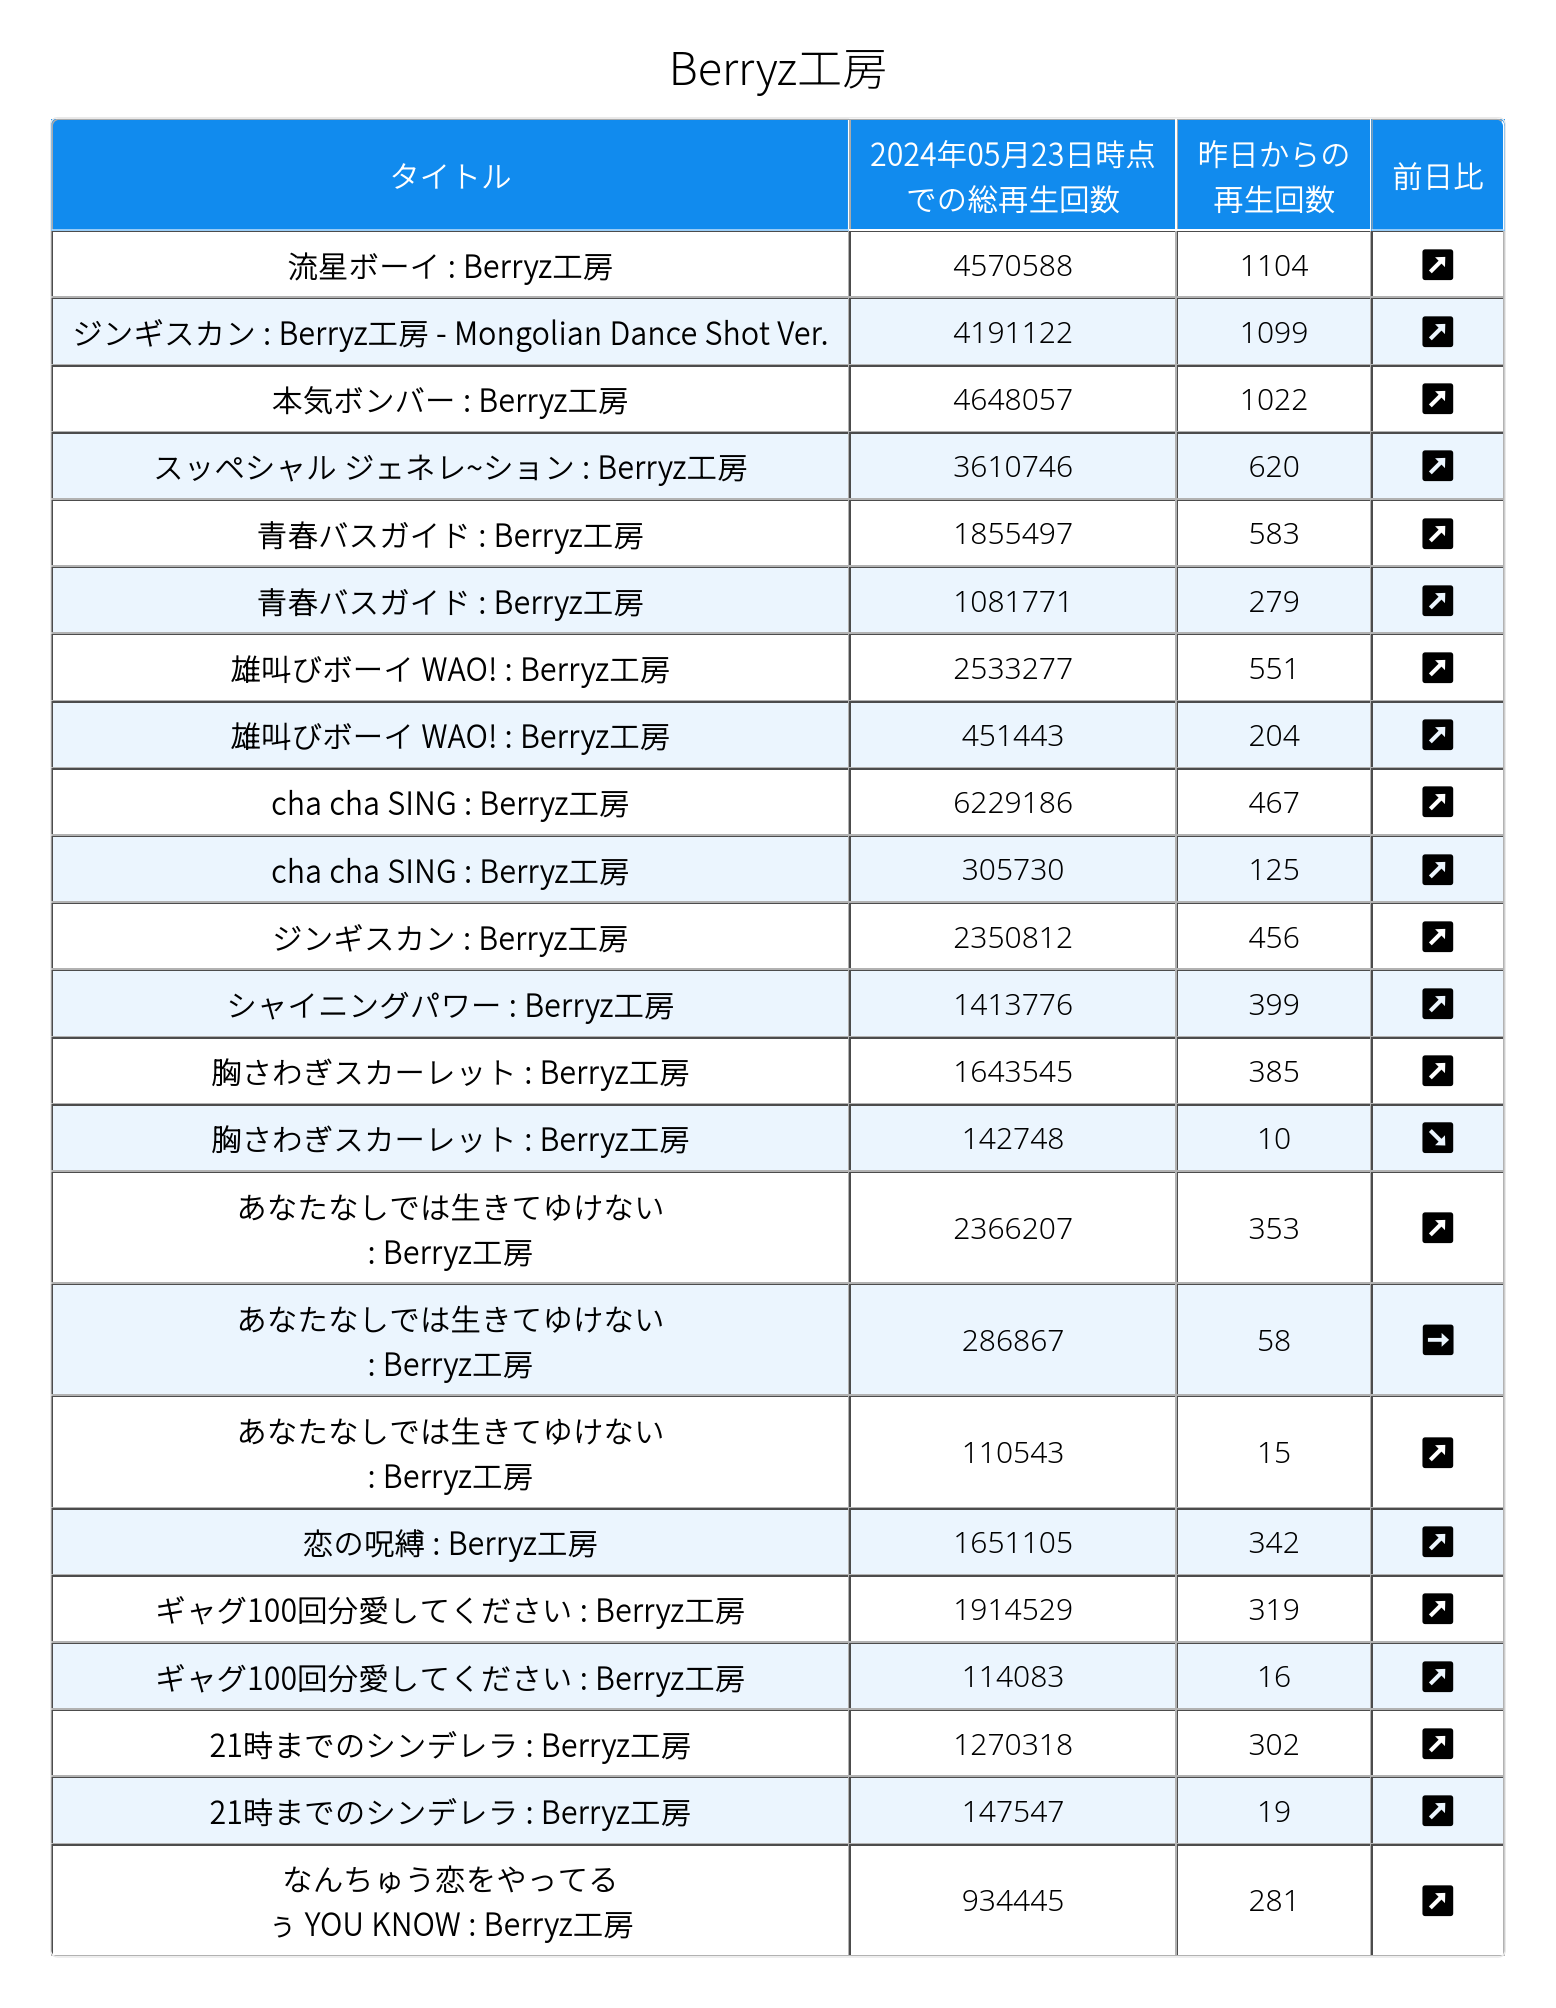 Berryz工房
タイトル
2024年05月23日時点
での総再生回数
昨日からの
再生回数
前日比
流星ボーイ : Berryz工房 4570588 1104
ジンギスカン : Berryz工房 - Mongolian Dance Shot Ver. 4191122 1099
本気ボンバー : Berryz工房 4648057 1022
スッペシャル ジェネレ~ション : Berryz工房 3610746 620
青春バスガイド : Berryz工房 1855497 583
青春バスガイド : Berryz工房 1081771 279
雄叫びボーイ WAO! : Berryz工房 2533277 551
雄叫びボーイ WAO! : Berryz工房 451443 204
cha cha SING : Berryz工房 6229186 467
cha cha SING : Berryz工房 305730 125
ジンギスカン : Berryz工房 2350812 456
シャイニングパワー : Berryz工房 1413776 399
胸さわぎスカーレット : Berryz工房 1643545 385
胸さわぎスカーレット : Berryz工房 142748 10
あなたなしでは生きてゆけない
: Berryz工房 2366207 353
あなたなしでは生きてゆけない
: Berryz工房 286867 58
あなたなしでは生きてゆけない
: Berryz工房 110543 15
恋の呪縛 : Berryz工房 1651105 342
ギャグ100回分愛してください : Berryz工房 1914529 319
ギャグ100回分愛してください : Berryz工房 114083 16
21時までのシンデレラ : Berryz工房 1270318 302
21時までのシンデレラ : Berryz工房 147547 19
なんちゅう恋をやってる
ぅ YOU KNOW : Berryz工房 934445 281